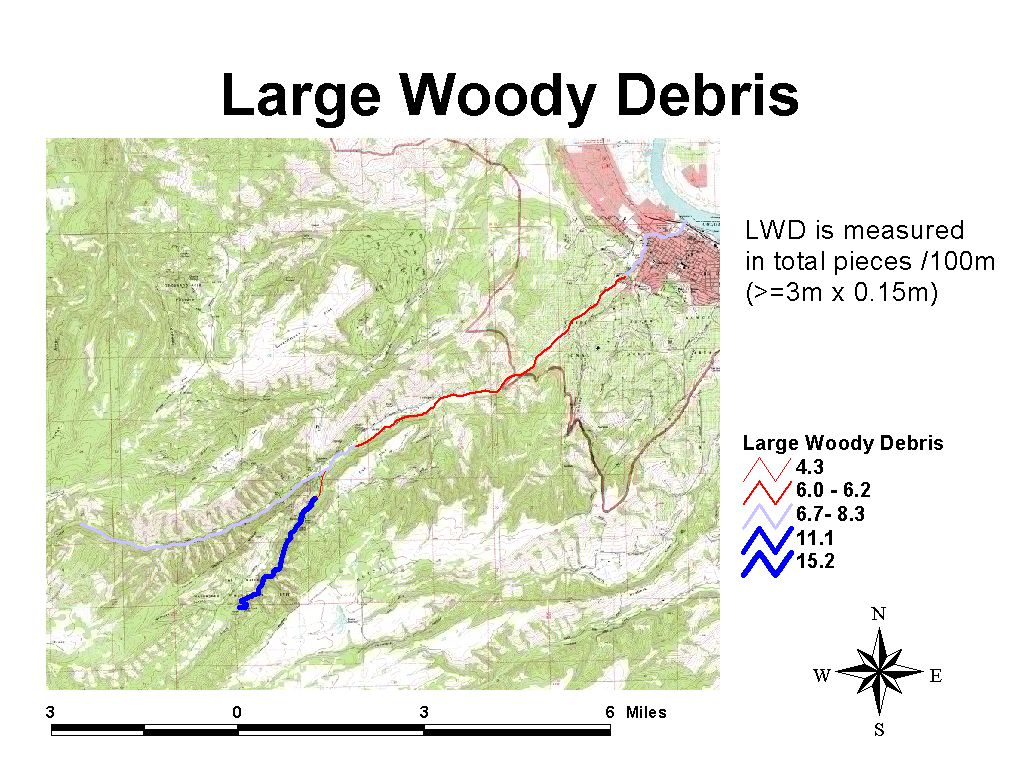 Large Woody Debris
LWD is measured
in total pieces /100m
(>=3m x 0.15m)
Large Woody Debris
4.3
6.0 - 6.2
6.7- 8.3
11.1
15.2
N
W E
S
3 0 3 6 Miles